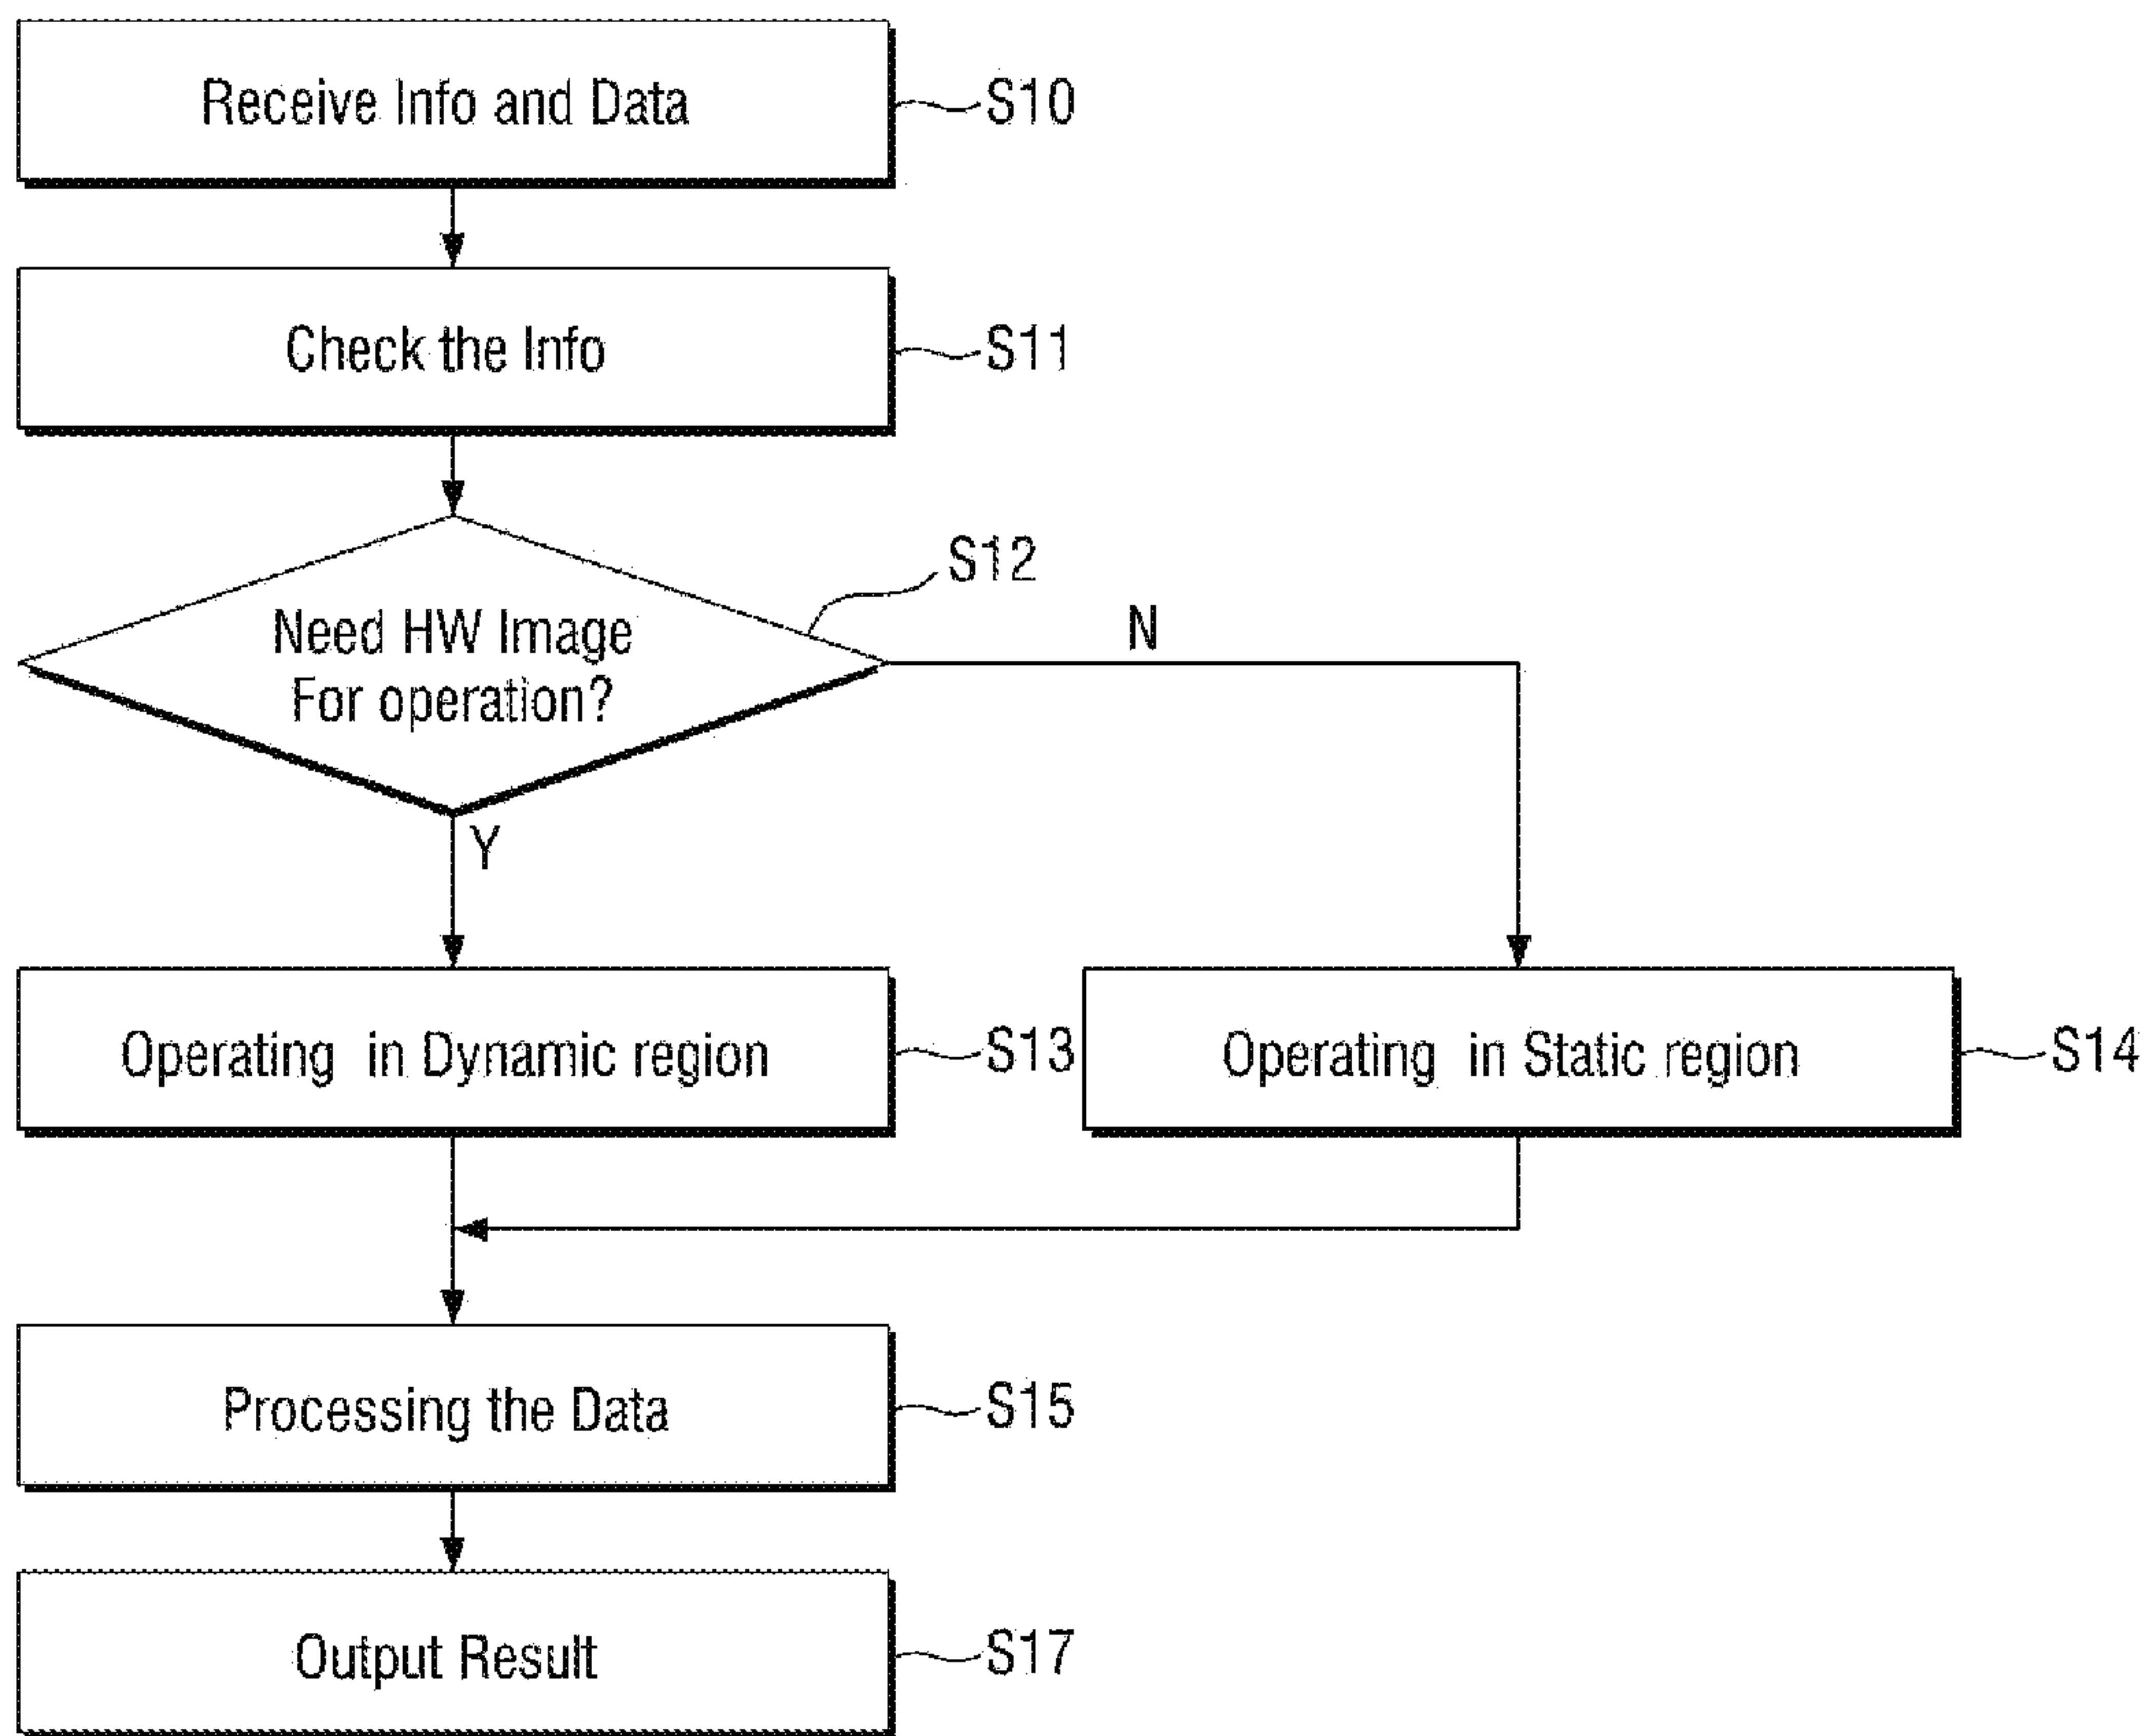 Receive Info and Data
S10
Check the Info
S11
S12
Need HW Image
For operation?
N
Y
Operating in Dynamic region
S13
Operating in Static region
S14
Processing the Data
S15
Output Result
S17